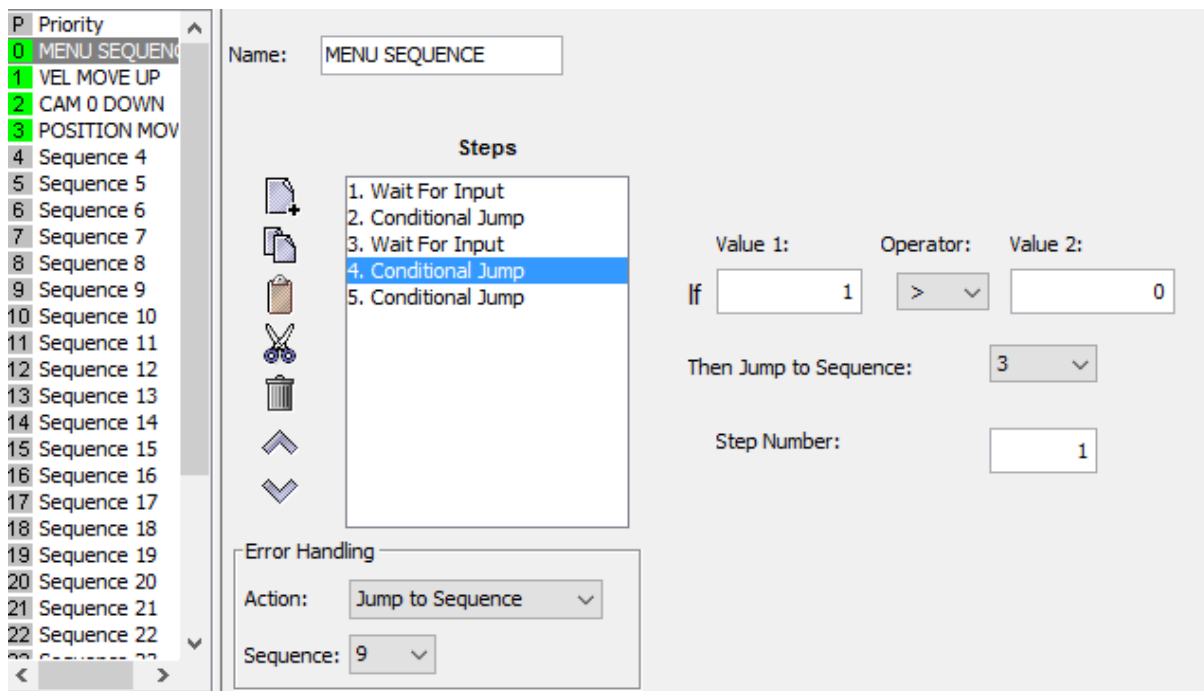 P Priority
0 MENU SEQUENC
1 VEL MOVE UP
2 CAM 0 DOWN
3 POSITION MOV
4 Sequence 4
5 Sequence 5
6 Sequence 6
7 Sequence 7
8 Sequence 8
9 Sequence 9
10 Sequence 10
11 Sequence 11
12 Sequence 12
13 Sequence 13
14 Sequence 14
15 Sequence 15
16 Sequence 16
17 Sequence 17
18 Sequence 18
19 Sequence 19
20 Sequence 20
21 Sequence 21
22 Sequence 22
Name: MENU SEQUENCE
Steps
1. Wait For Input
2. Conditional Jump
3. Wait For Input
4. Conditional Jump
5. Conditional Jump
Error Handling
Action: Jump to Sequence
Sequence: 9
Value 1: Operator: Value 2:
If 1 > 0
Then Jump to Sequence: 3
Step Number: 1